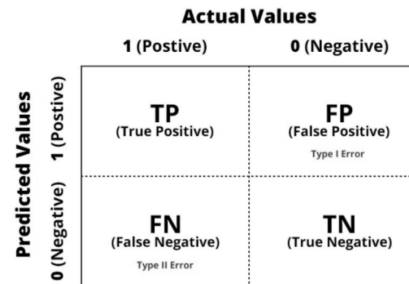 Actual Values
1 (Postive) 0 (Negative)
Predicted Values
1 (Postive)
TP
(True Positive)
FP
(False Positive)
Type I Error
0 (Negative)
FN
(False Negative)
Type II Error
TN
(True Negative)